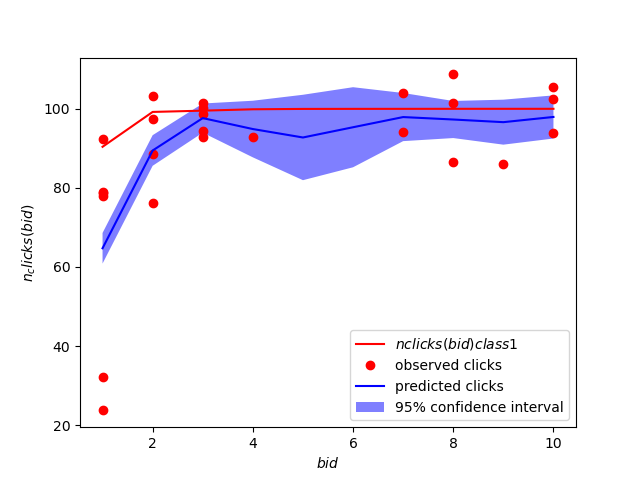 100
80
60
40
20
n_clicks(bid)
2
4
6
8
10
bid
nclicks(bid)class1
observed clicks
predicted clicks
95% confidence interval